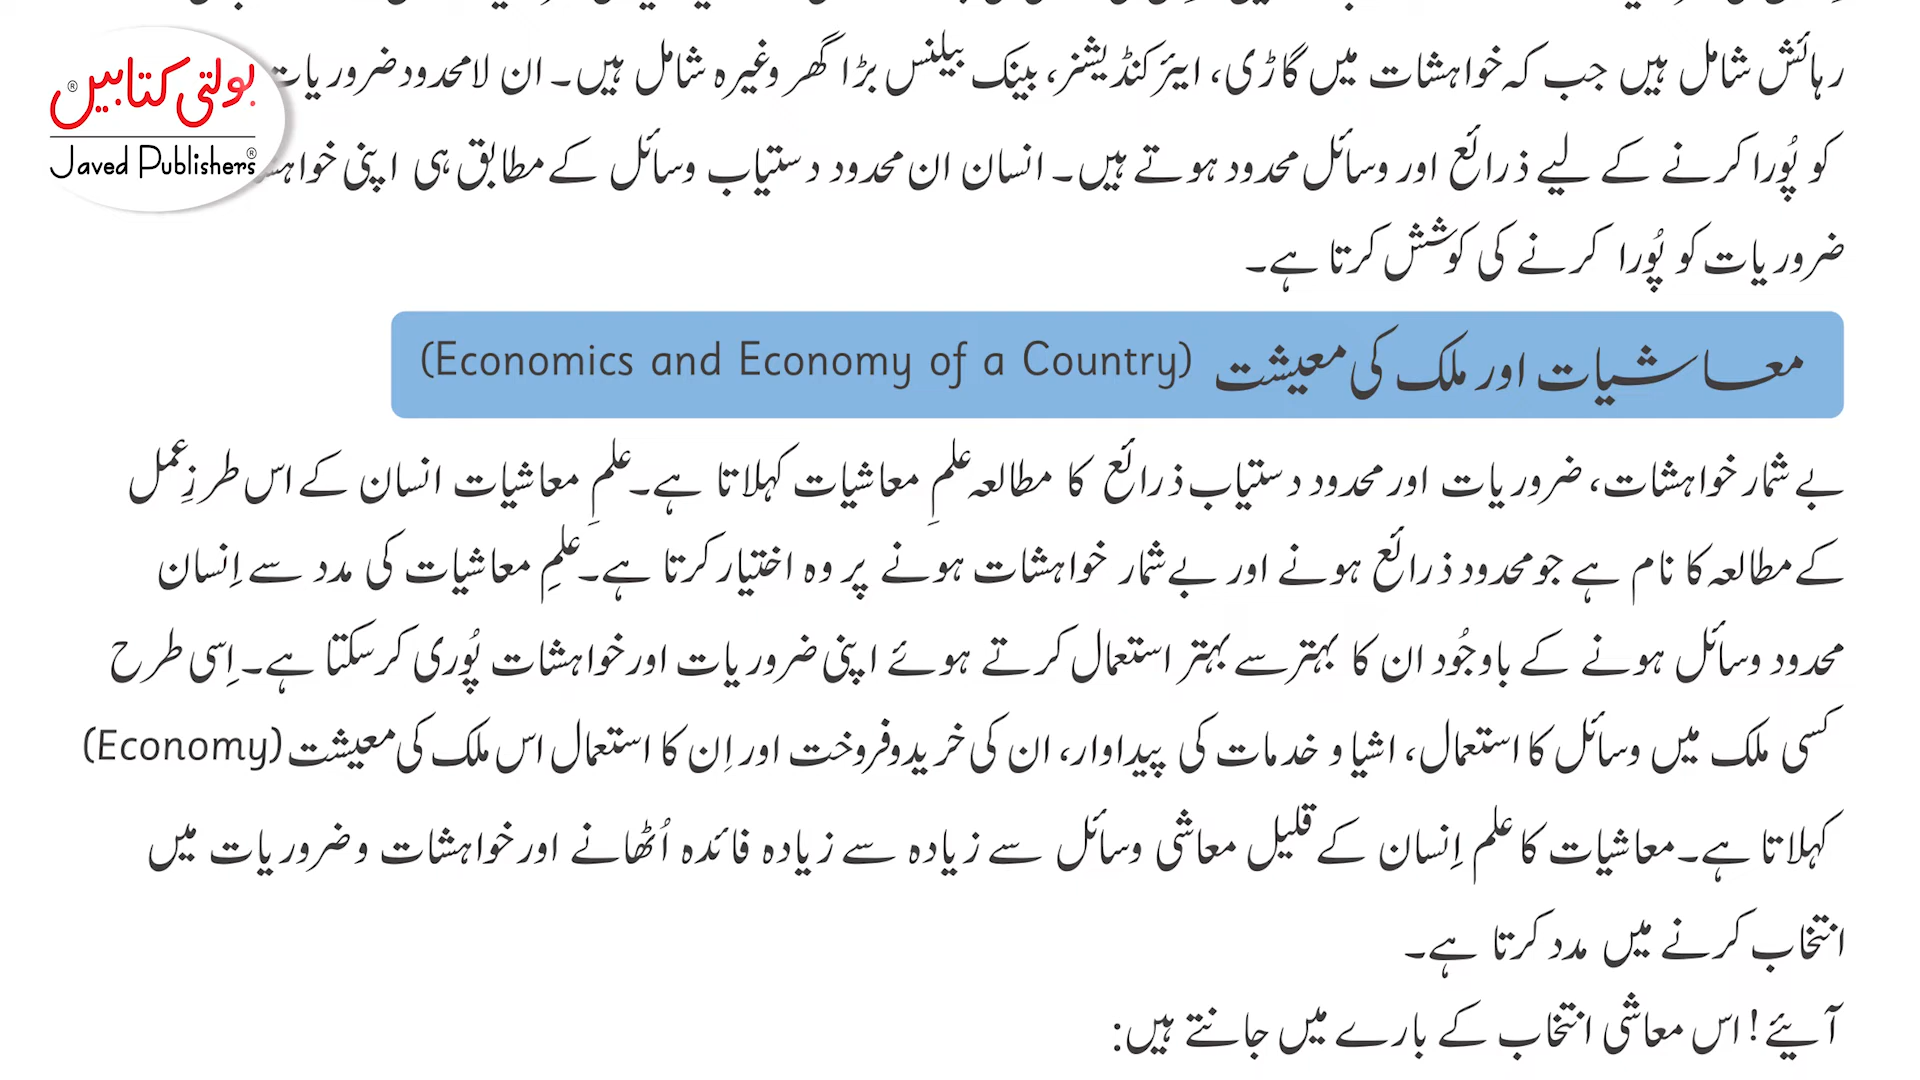 بولتی کتابیں®
Javed Publishers®
رہائش شامل ہیں جب کہ خواہشات میں گاڑی، ایئرکنڈیشنر، بینک بیلنس بڑا گھر وغیرہ شامل ہیں۔ ان لامحدود ضروریات
کو پُورا کرنے کے لیے ذرائع اور وسائل محدود ہوتے ہیں۔ انسان ان محدود دستیاب وسائل کے مطابق ہی اپنی
ضروریات کو پُورا کرنے کی کوشش کرتا ہے۔
معاشیات اور ملک کی معیشت (Economics and Economy of a Country)
بے شمار خواہشات، ضروریات اور محدود دستیاب ذرائع کا مطالعہ علمِ معاشیات کہلاتا ہے۔ علمِ معاشیات انسان کے اس طرزِ عمل
کے مطالعہ کا نام ہے جو محدود ذرائع ہونے اور بے شمار خواہشات ہونے پر وہ اختیار کرتا ہے۔ علمِ معاشیات کی مدد سے اِنسان
محدود وسائل ہونے کے باوجُود ان کا بہتر سے بہتر استعمال کرتے ہوئے اپنی ضروریات اور خواہشات پُوری کر سکتا ہے۔ اِسی طرح
کسی ملک میں وسائل کا استعمال، اشیا و خدمات کی پیداوار، ان کی خرید و فروخت اور اِن کا استعمال اس ملک کی معیشت (Economy)
کہلاتا ہے۔ معاشیات کا علم اِنسان کے قلیل معاشی وسائل سے زیادہ سے زیادہ فائدہ اُٹھانے اور خواہشات و ضروریات میں
انتخاب کرنے میں مدد کرتا ہے۔
آیئے! اس معاشی انتخاب کے بارے میں جانتے ہیں: